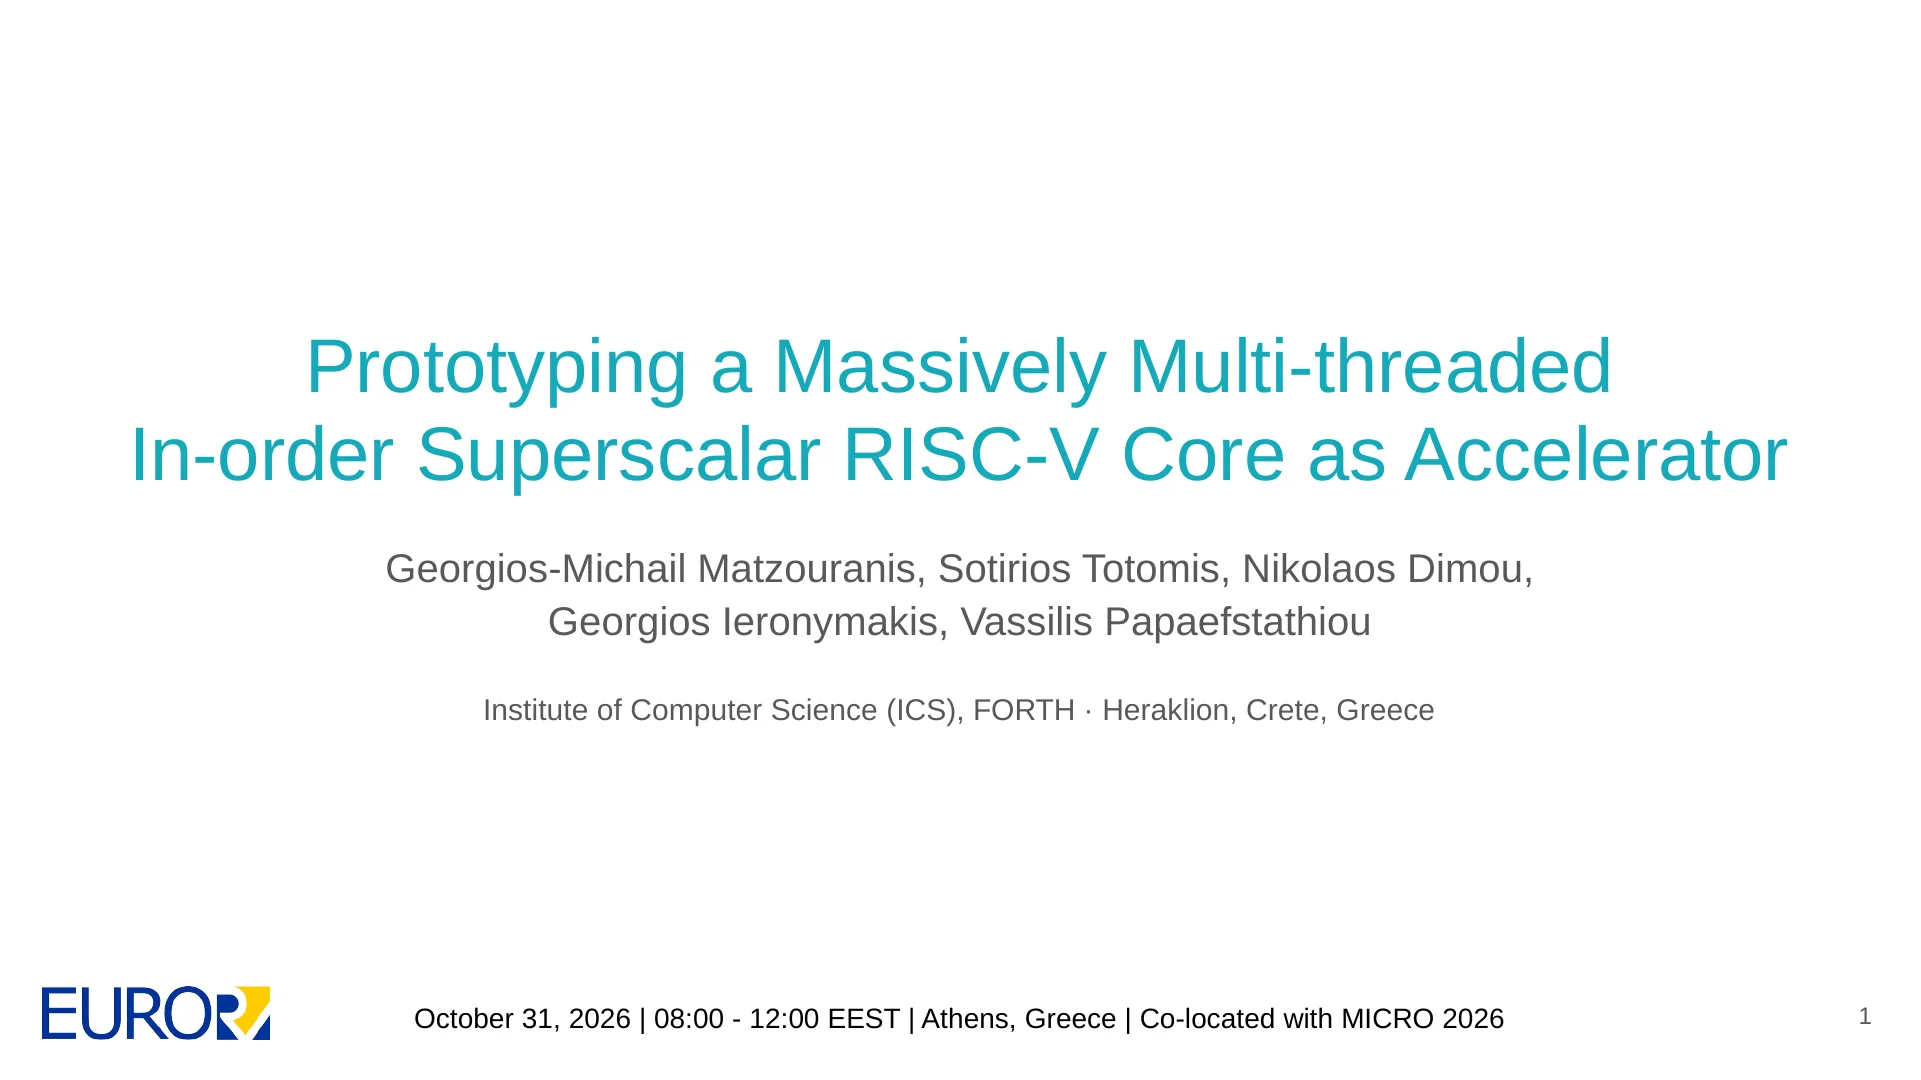 Prototyping a Massively Multi-threaded
In-order Superscalar RISC-V Core as Accelerator
Georgios-Michail Matzouranis, Sotirios Totomis, Nikolaos Dimou,
Georgios Ieronymakis, Vassilis Papaefstathiou
Institute of Computer Science (ICS), FORTH · Heraklion, Crete, Greece
EURORV
October 31, 2026 | 08:00 - 12:00 EEST | Athens, Greece | Co-located with MICRO 2026
1